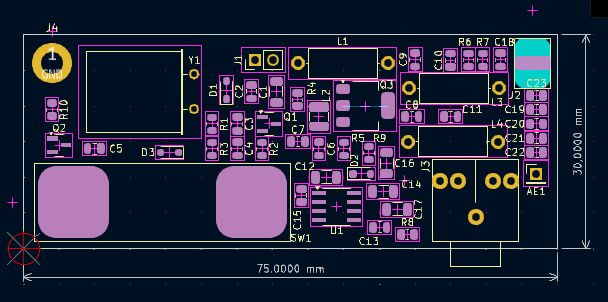 J4
1
GND
Y1
J1
L1
C9
C10
R6
R7
C18
R10
D1
C2
C1
R4
L2
Q3
L3
J2
C23
C19
C20
C21
C22
C8
C11
L4
Q2
C5
D3
R1
R3
C3
C4
Q1
R2
C7
C6
R5
R9
D2
C16
J3
AE1
C12
C14
C15
C17
U1
C13
R8
SW1
75.0000 mm
30.0000 mm